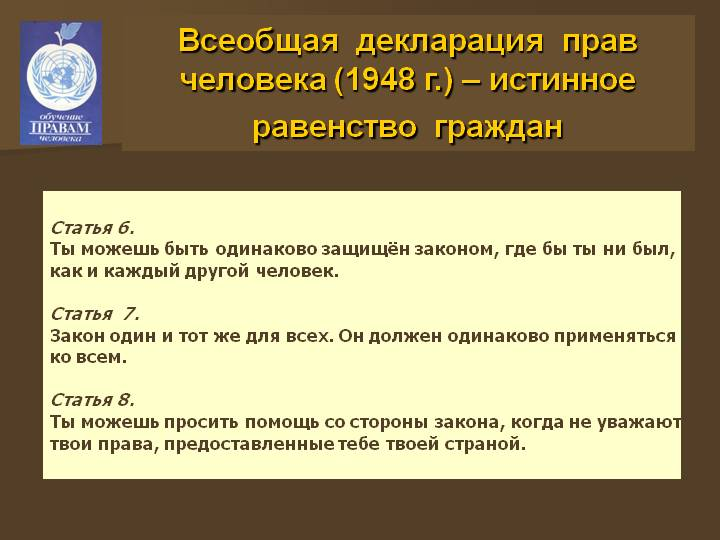 обучение
ПРАВАМ
человека
Всеобщая декларация прав
человека (1948 г.) – истинное
равенство граждан
Статья 6.
Ты можешь быть одинаково защищён законом, где бы ты ни был,
как и каждый другой человек.
Статья 7.
Закон один и тот же для всех. Он должен одинаково применяться
ко всем.
Статья 8.
Ты можешь просить помощь со стороны закона, когда не уважают
твои права, предоставленные тебе твоей страной.